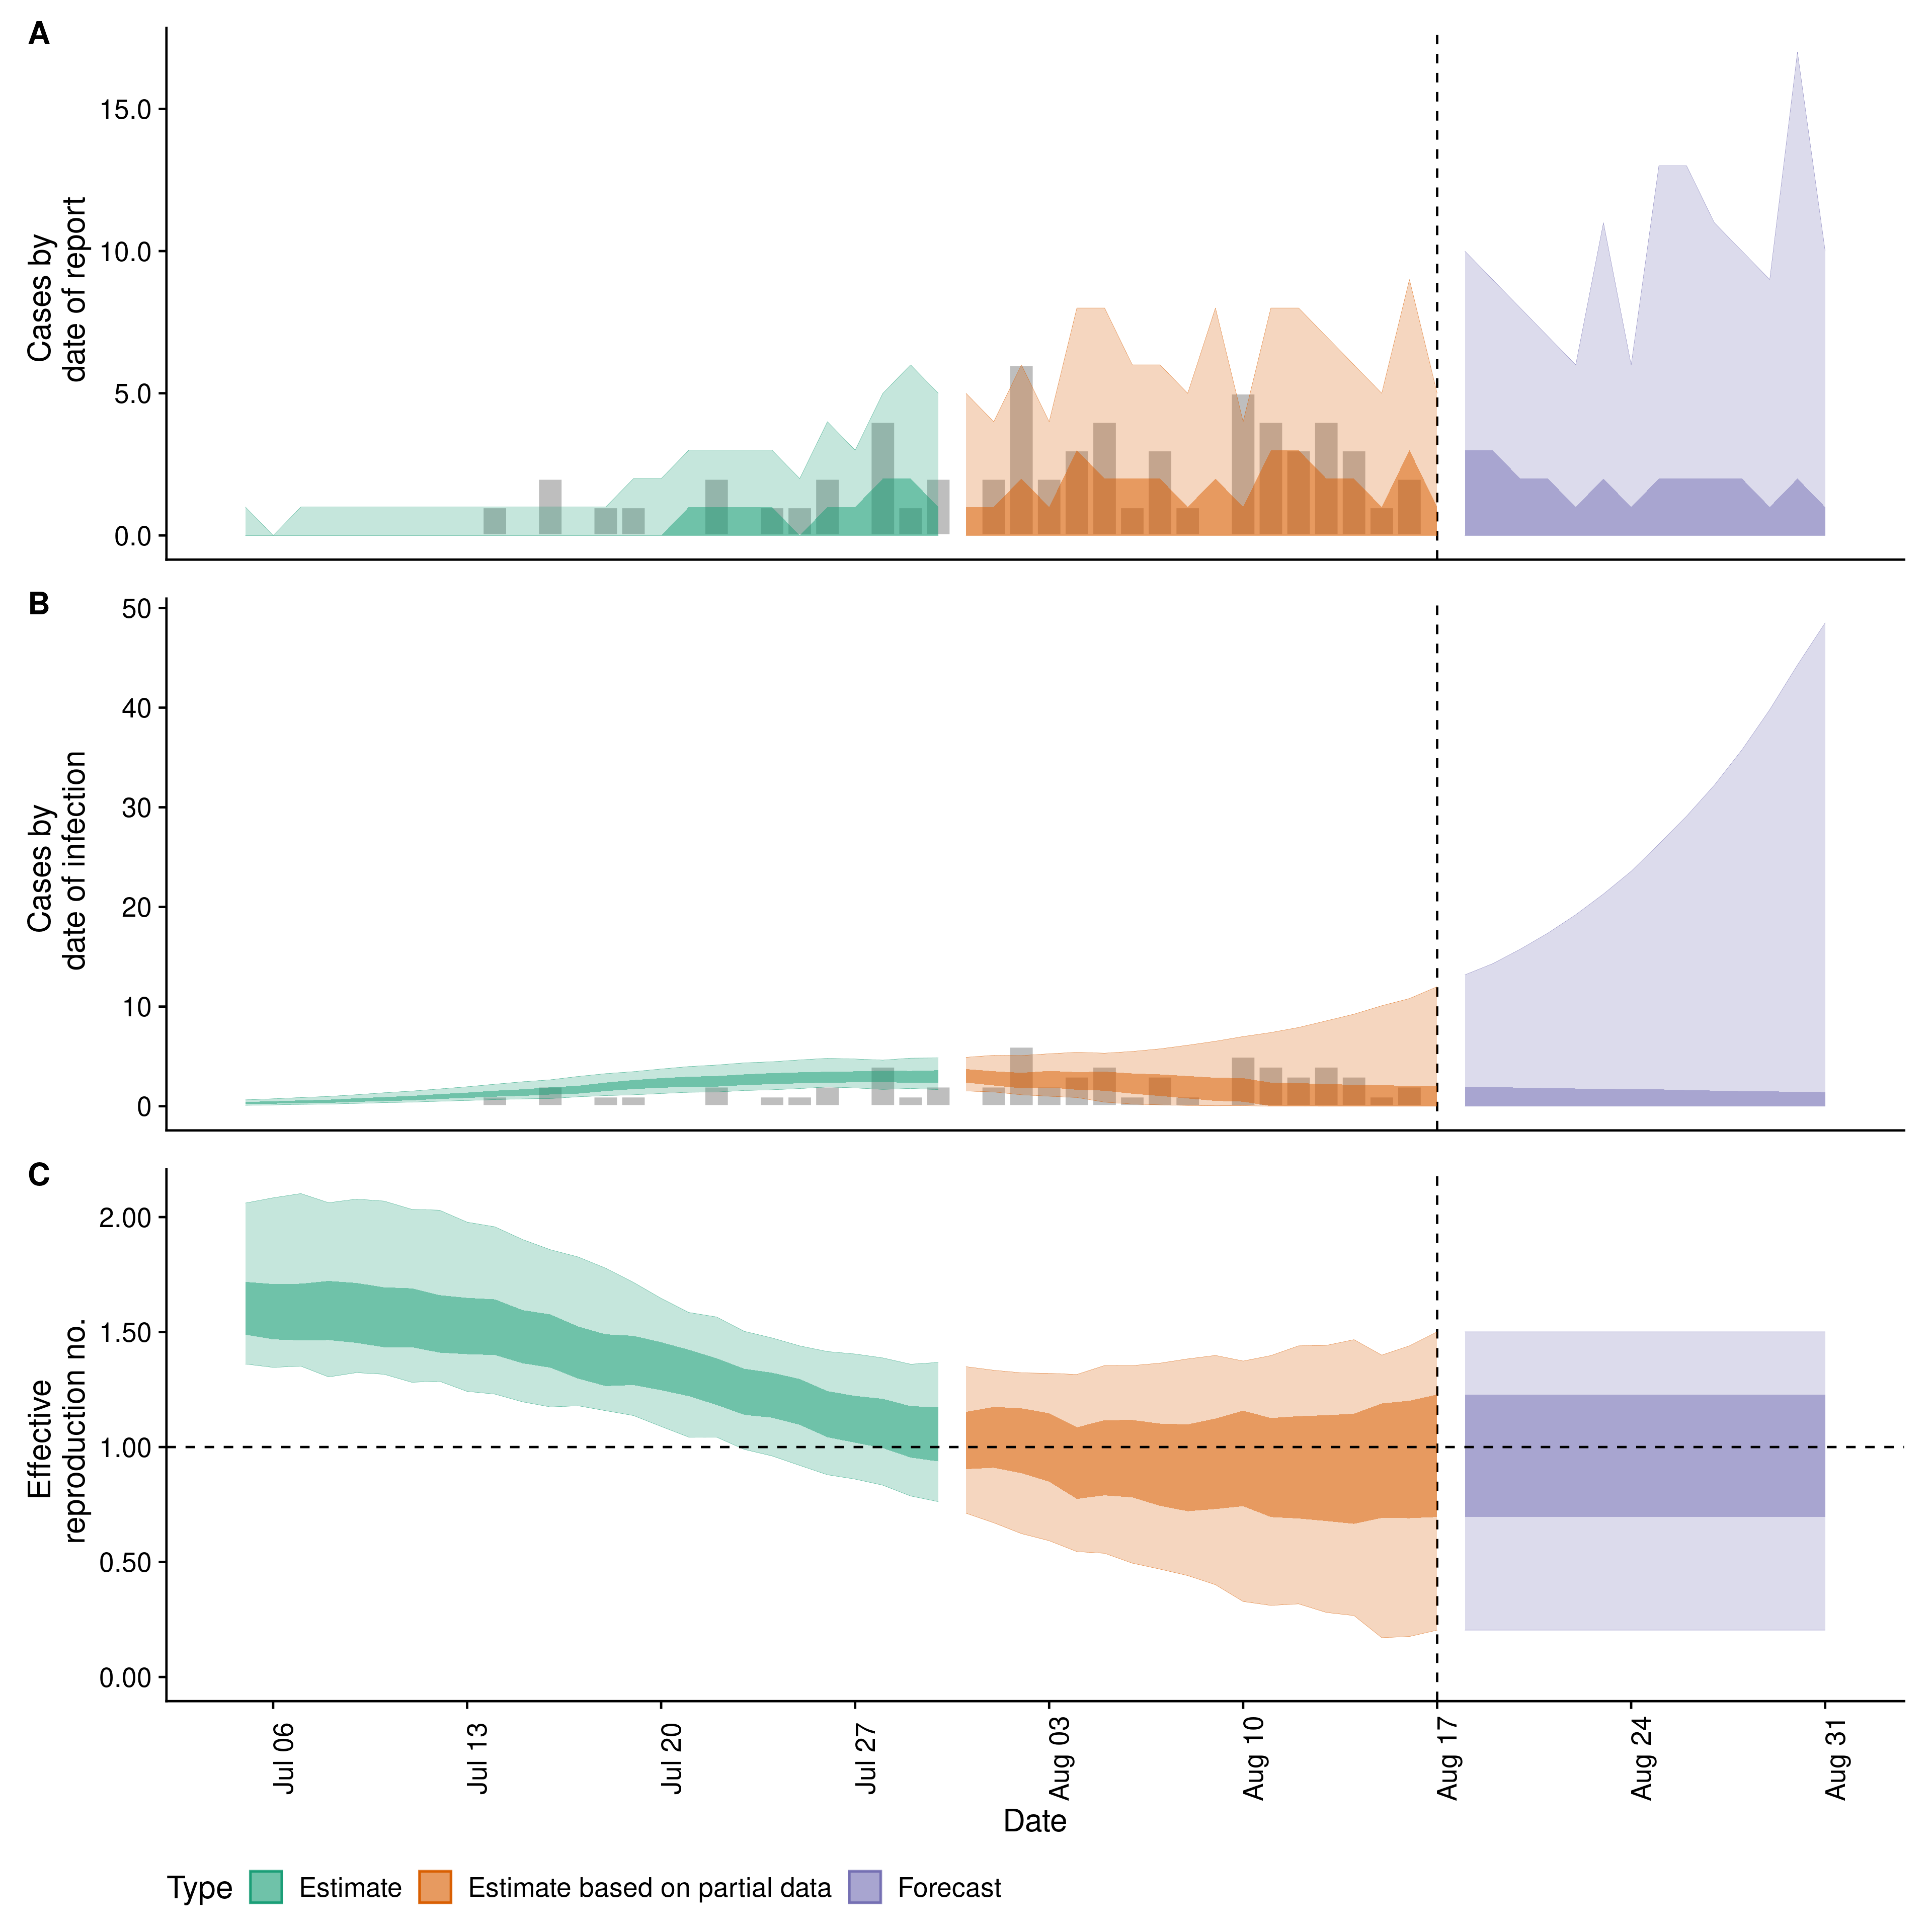 A
Cases by
date of report
15.0
10.0
5.0
0.0
B
Cases by
date of infection
50
40
30
20
10
0
C
Effective
reproduction no.
2.00
1.50
1.00
0.50
0.00
Jul 06
Jul 13
Jul 20
Jul 27
Aug 03
Aug 10
Aug 17
Aug 24
Aug 31
Date
Type Estimate Estimate based on partial data Forecast